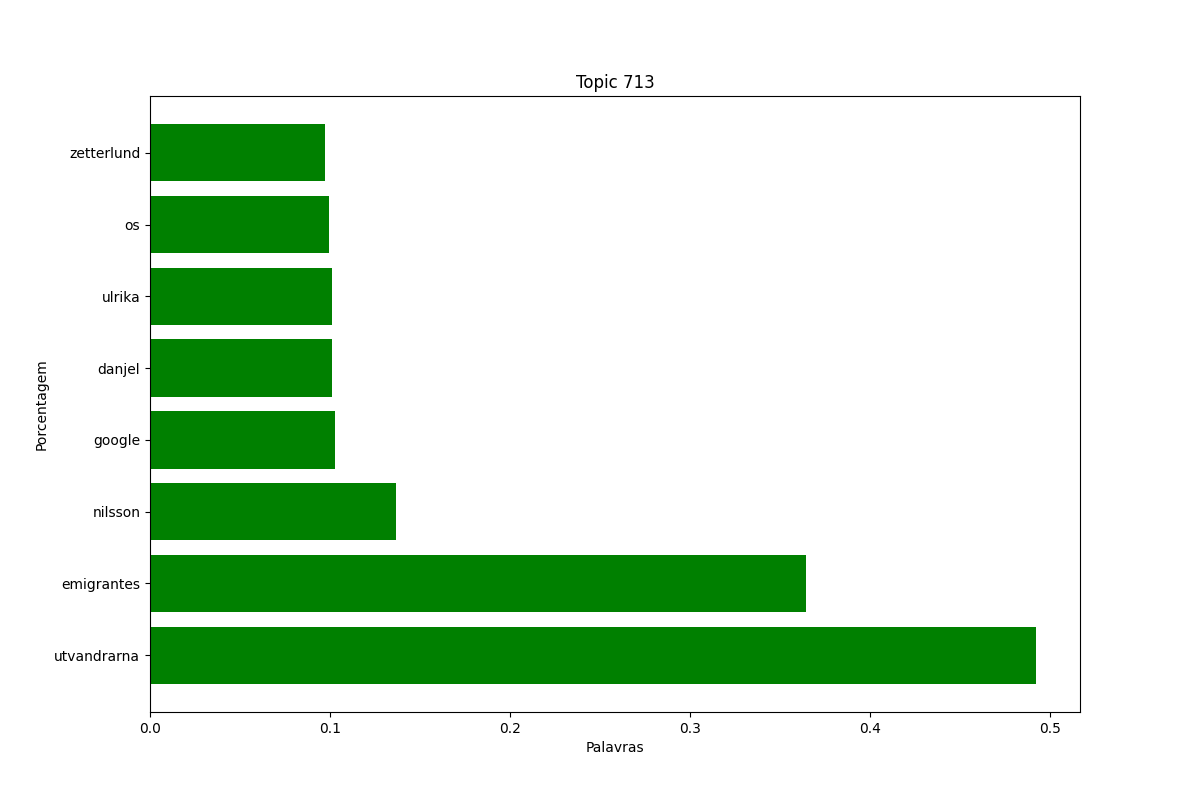 Topic 713
Porcentagem
zetterlund
os
ulrika
danjel
google
nilsson
emigrantes
utvandrarna
0.0 0.1 0.2 0.3 0.4 0.5
Palavras